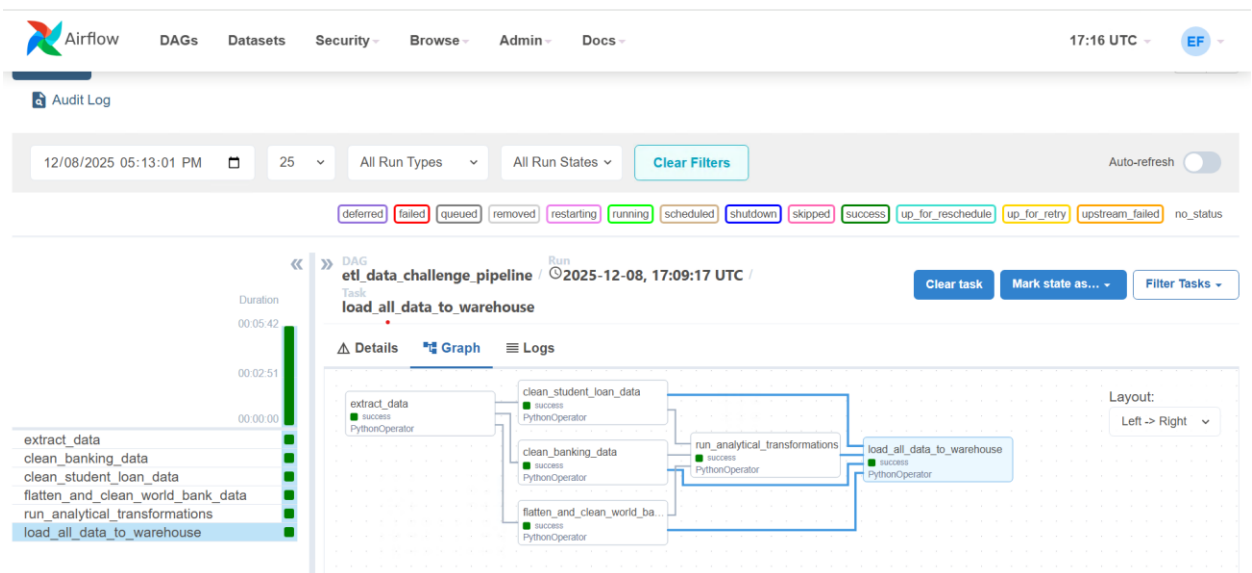 Airflow DAGs Datasets Security Browse Admin Docs 17:16 UTC EF
Audit Log
12/08/2025 05:13:01 PM 25 All Run Types All Run States Clear Filters Auto-refresh
deferred failed queued removed restarting running scheduled shutdown skipped success up_for_reschedule up_for_retry upstream_failed no_status
DAG Run
etl_data_challenge_pipeline / 2025-12-08, 17:09:17 UTC /
Task
load_all_data_to_warehouse
Clear task Mark state as... Filter Tasks
Duration
00:05:42
00:02:51
00:00:00
extract_data
clean_banking_data
clean_student_loan_data
flatten_and_clean_world_bank_data
run_analytical_transformations
load_all_data_to_warehouse
Details Graph Logs
extract_data
success
PythonOperator
clean_student_loan_data
success
PythonOperator
clean_banking_data
success
PythonOperator
flatten_and_clean_world_ba...
success
PythonOperator
run_analytical_transformations
success
PythonOperator
load_all_data_to_warehouse
success
PythonOperator
Layout:
Left -> Right